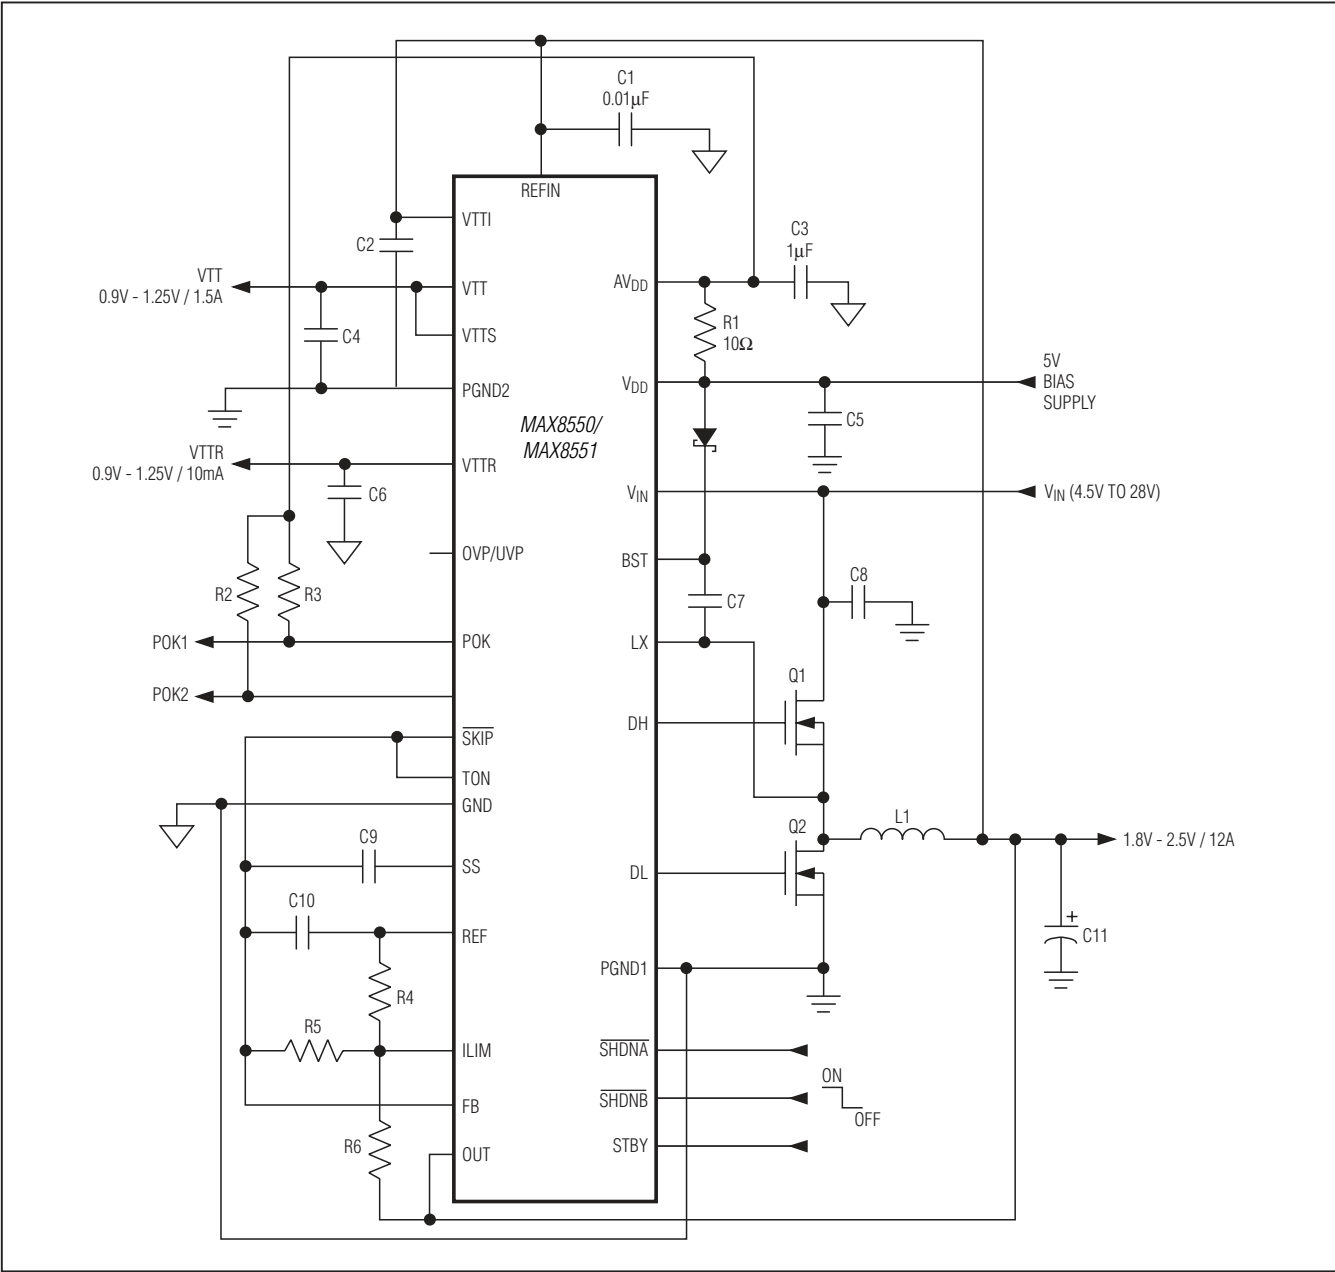 C1
0.01µF
REFIN
VTTI
C2
C3
1µF
VTT
0.9V - 1.25V / 1.5A
VTT
AVDD
C4
VTTS
R1
10Ω
5V
BIAS
SUPPLY
PGND2
VDD
C5
MAX8550/
MAX8551
VTTR
0.9V - 1.25V / 10mA
VTTR
C6
VIN
VIN (4.5V TO 28V)
OVP/UVP
BST
C8
R2
R3
C7
POK1
POK
LX
POK2
Q1
DH
SKIP
TON
GND
L1
Q2
C9
1.8V - 2.5V / 12A
SS
DL
C10
REF
+
C11
PGND1
R4
R5
ILIM
SHDNA
ON
OFF
FB
SHDNB
R6
OUT
STBY